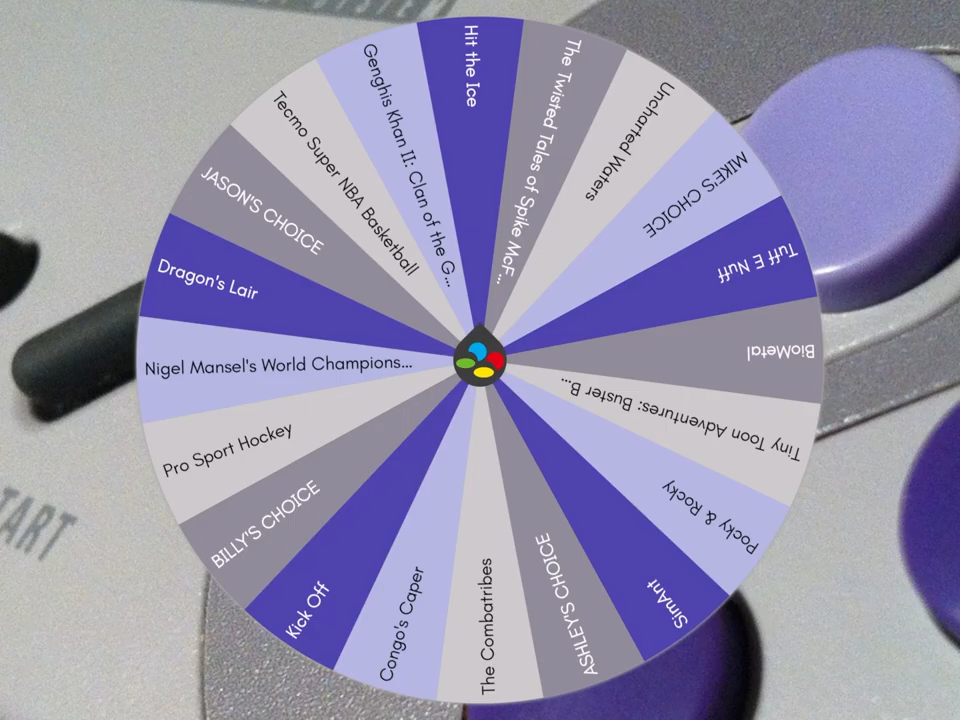 Hit the Ice
The Twisted Tales of Spike McF...
Uncharted Waters
MIKE'S CHOICE
Tuff E Nuff
BioMetal
Tiny Toon Adventures: Buster B...
Pocky & Rocky
SimAnt
ASHLEY'S CHOICE
The Combatribes
Congo's Caper
Kick Off
BILLY'S CHOICE
Pro Sport Hockey
Nigel Mansel's World Champions...
Dragon's Lair
JASON'S CHOICE
Tecmo Super NBA Basketball
Genghis Khan II: Clan of the G...
SYSTEM